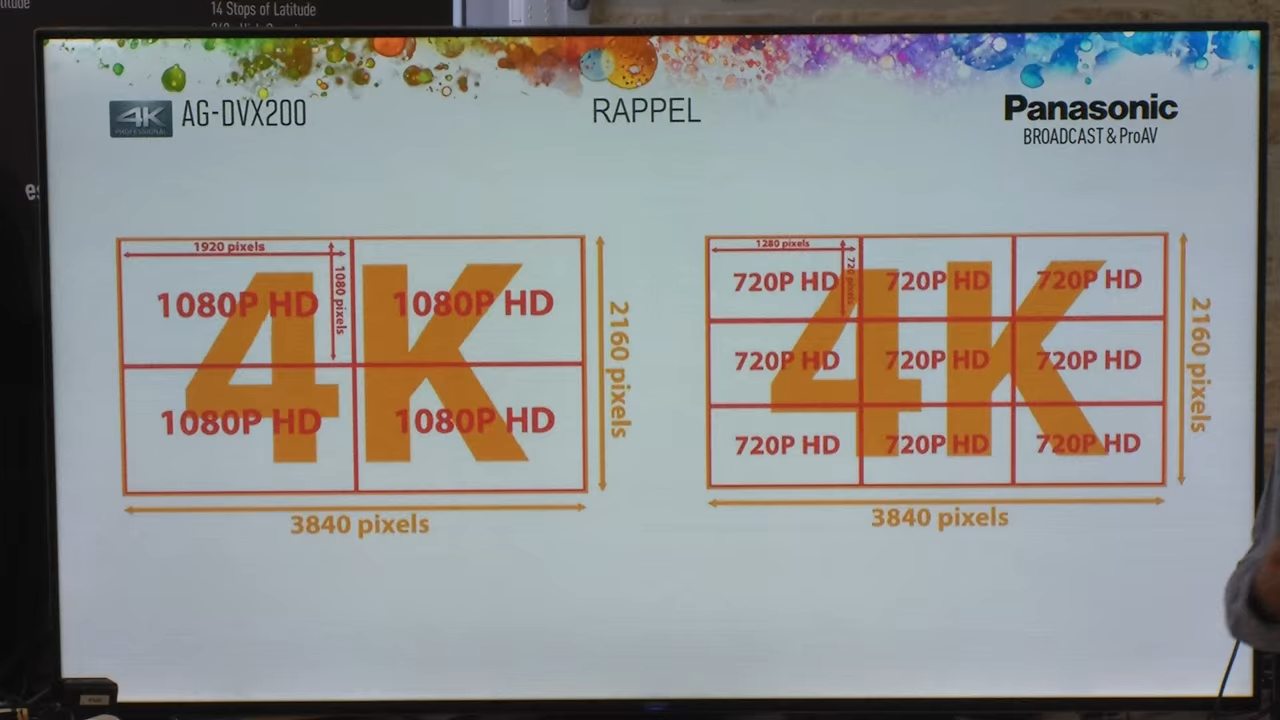 14 Stops of Latitude
4K
PROFESSIONAL
AG-DVX200
RAPPEL
Panasonic
BROADCAST & ProAV
1920 pixels
1080 pixels
1080P HD
1080P HD
1080P HD
1080P HD
4K
2160 pixels
3840 pixels
1280 pixels
720 pixels
720P HD
720P HD
720P HD
720P HD
720P HD
720P HD
720P HD
720P HD
720P HD
4K
2160 pixels
3840 pixels